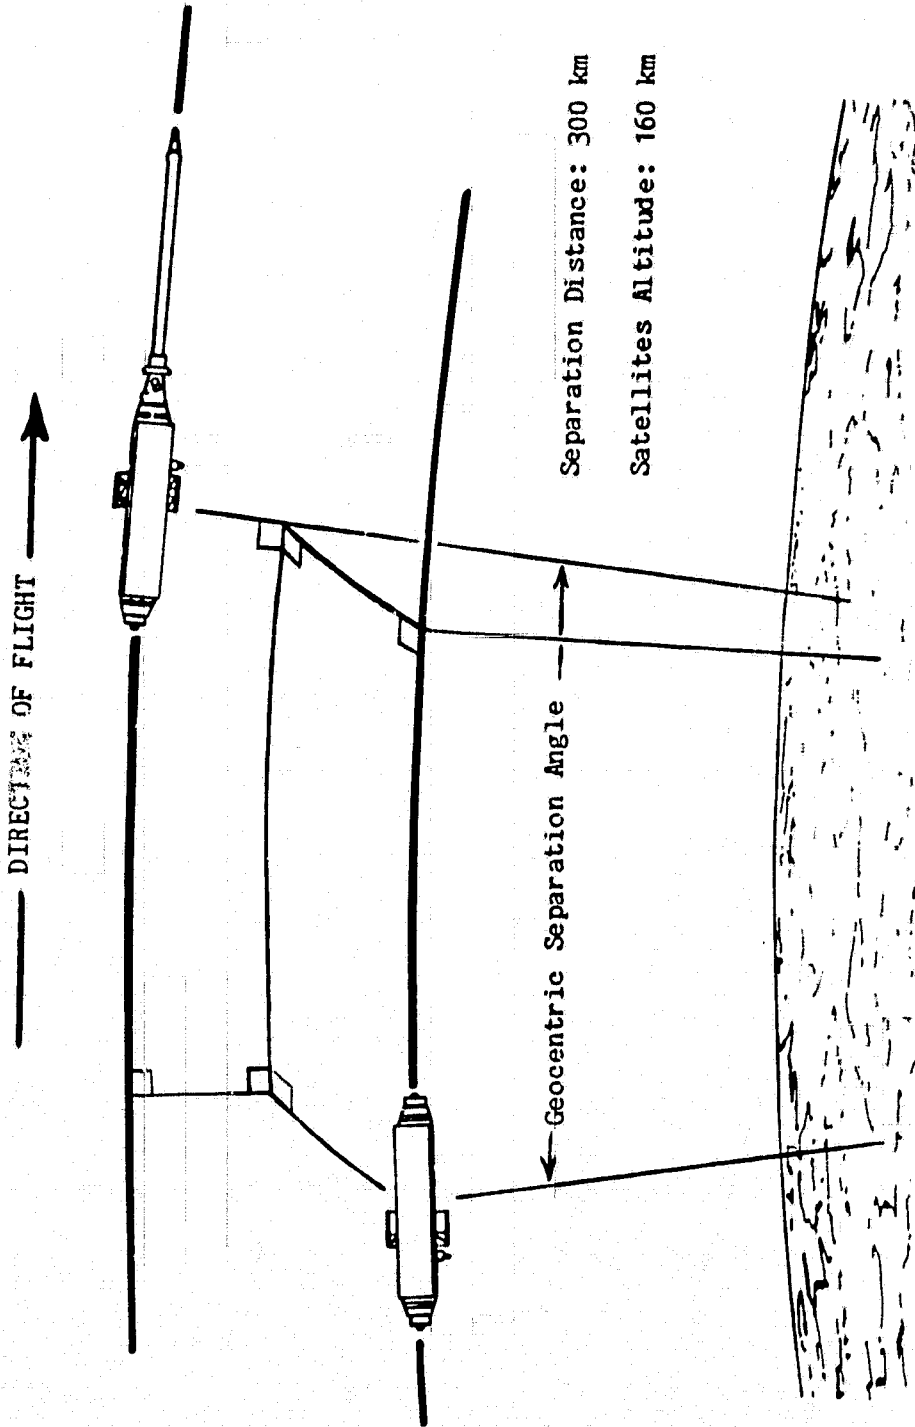 DIRECTION OF FLIGHT
Geocentric Separation Angle
Separation Distance: 300 km
Satellites Altitude: 160 km